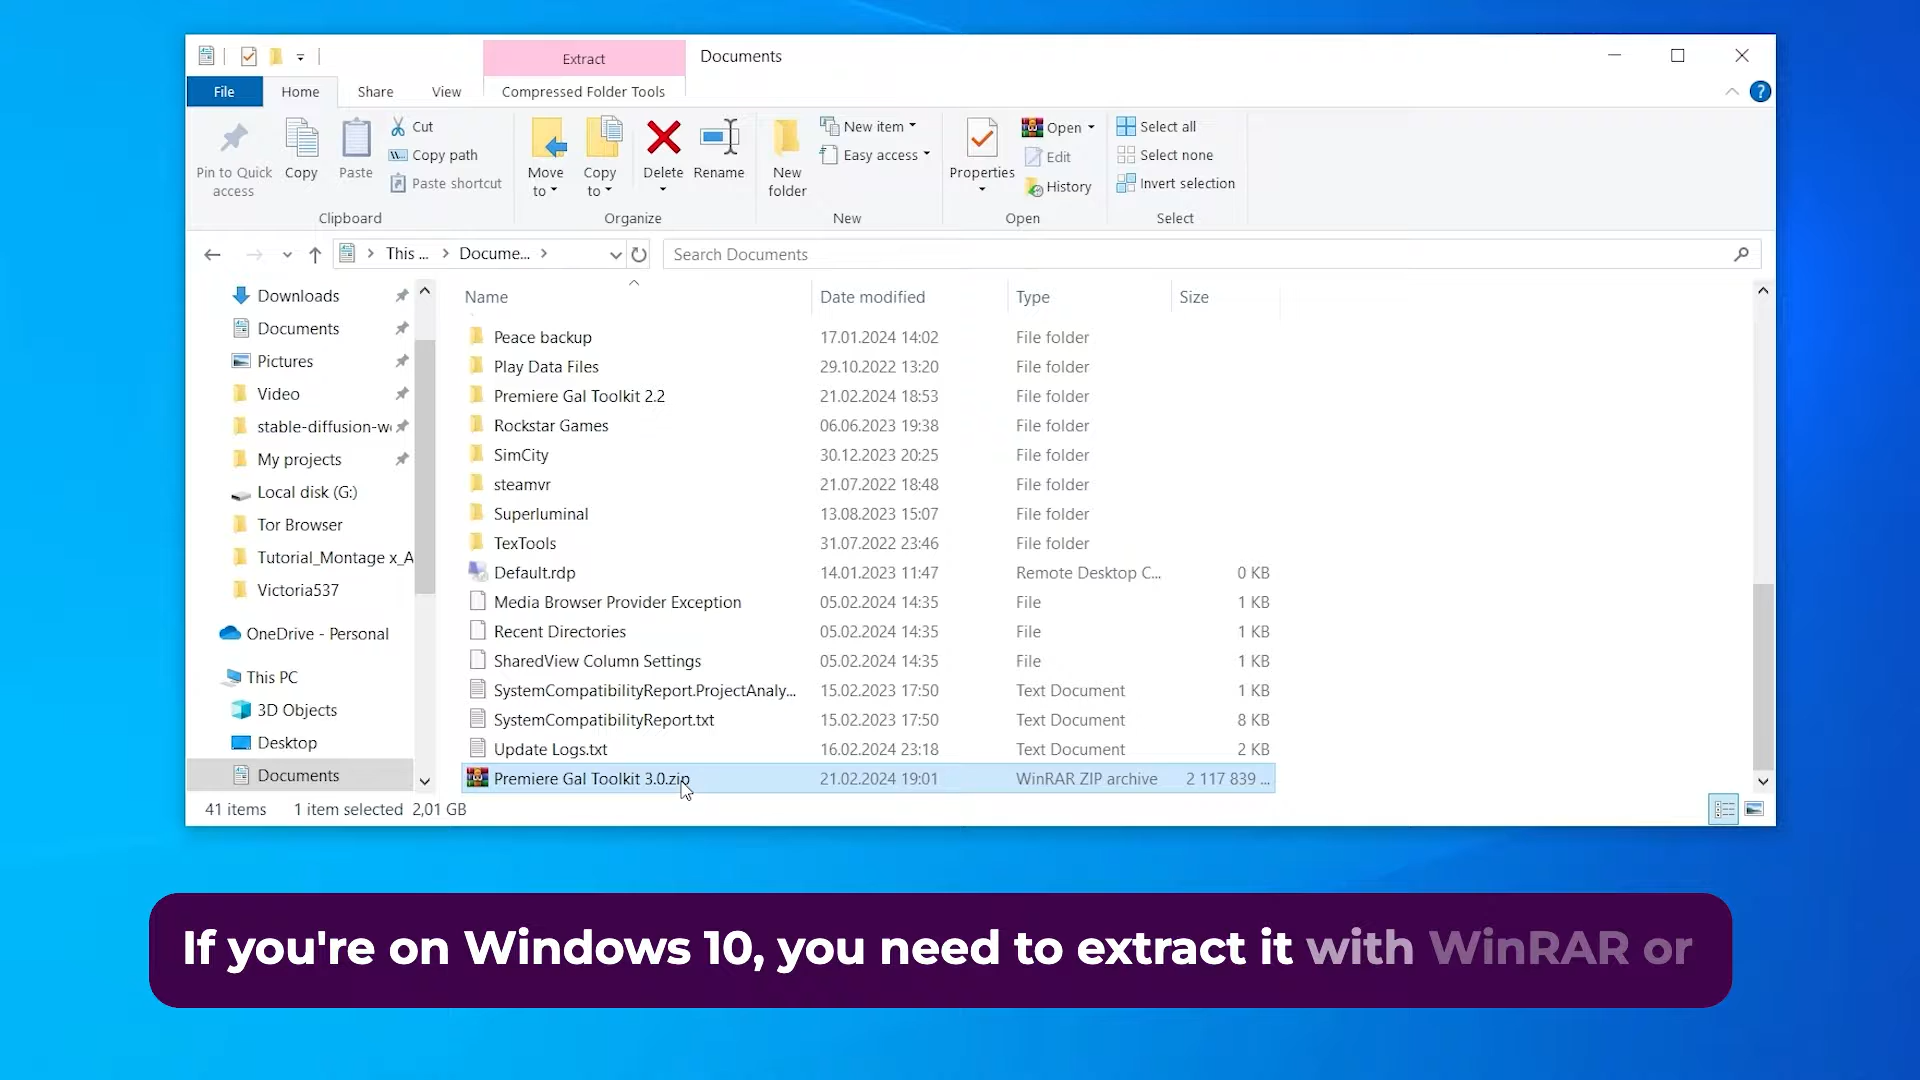 Extract
Documents
File
Home
Share
View
Compressed Folder Tools
Pin to Quick access
Copy
Paste
Cut
Copy path
Paste shortcut
Clipboard
Move to
Copy to
Delete
Rename
Organize
New folder
New item
Easy access
New
Properties
Open
Edit
History
Open
Select all
Select none
Invert selection
Select
This ...
Docume...
Search Documents
Downloads
Documents
Pictures
Video
stable-diffusion-w
My projects
Local disk (G:)
Tor Browser
Tutorial_Montage x_A
Victoria537
OneDrive - Personal
This PC
3D Objects
Desktop
Documents
Name Date modified Type Size
Peace backup 17.01.2024 14:02 File folder
Play Data Files 29.10.2022 13:20 File folder
Premiere Gal Toolkit 2.2 21.02.2024 18:53 File folder
Rockstar Games 06.06.2023 19:38 File folder
SimCity 30.12.2023 20:25 File folder
steamvr 21.07.2022 18:48 File folder
Superluminal 13.08.2023 15:07 File folder
TexTools 31.07.2022 23:46 File folder
Default.rdp 14.01.2023 11:47 Remote Desktop C... 0 KB
Media Browser Provider Exception 05.02.2024 14:35 File 1 KB
Recent Directories 05.02.2024 14:35 File 1 KB
SharedView Column Settings 05.02.2024 14:35 File 1 KB
SystemCompatibilityReport.ProjectAnaly... 15.02.2023 17:50 Text Document 1 KB
SystemCompatibilityReport.txt 15.02.2023 17:50 Text Document 8 KB
Update Logs.txt 16.02.2024 23:18 Text Document 2 KB
Premiere Gal Toolkit 3.0.zip 21.02.2024 19:01 WinRAR ZIP archive 2 117 839 ...
41 items 1 item selected 2,01 GB
If you're on Windows 10, you need to extract it with WinRAR or